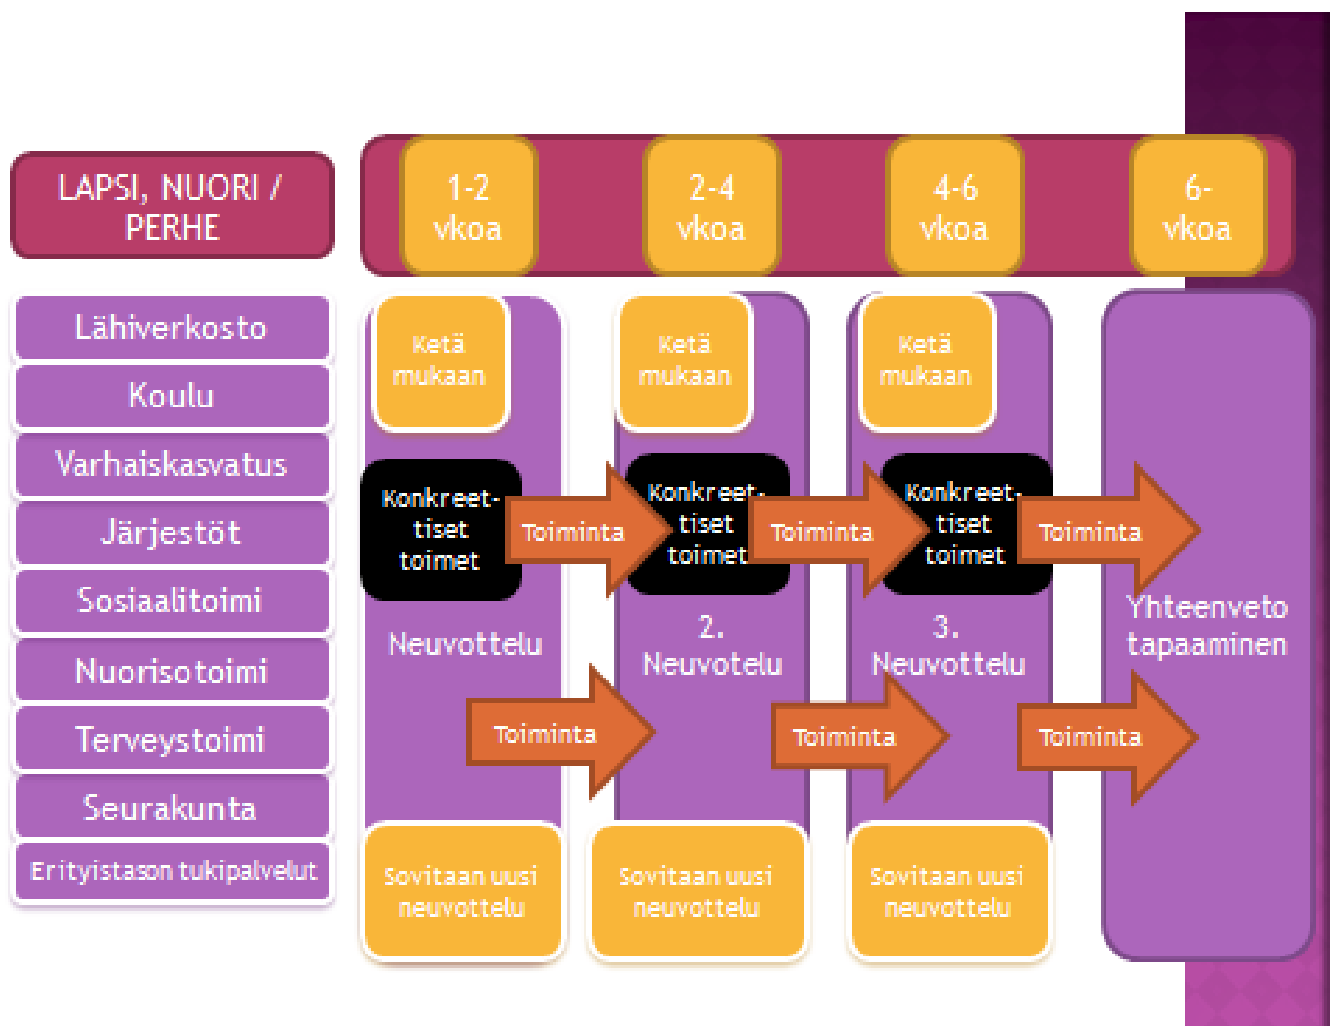 LAPSI, NUORI /
PERHE
1-2
vkoa
2-4
vkoa
4-6
vkoa
6-
vkoa
Lähiverkosto
Koulu
Varhaiskasvatus
Järjestöt
Sosiaalitoimi
Nuorisotoimi
Terveystoimi
Seurakunta
Erityistason tukipalvelut
Ketä
mukaan
Konkreet-
tiset
toimet
Toiminta
Neuvottelu
Toiminta
Sovitaan uusi
neuvottelu
Ketä
mukaan
Konkreet-
tiset
toimet
Toiminta
2.
Neuvotelu
Toiminta
Sovitaan uusi
neuvottelu
Ketä
mukaan
Konkreet-
tiset
toimet
Toiminta
3.
Neuvottelu
Toiminta
Sovitaan uusi
neuvottelu
Yhteenveto
tapaaminen